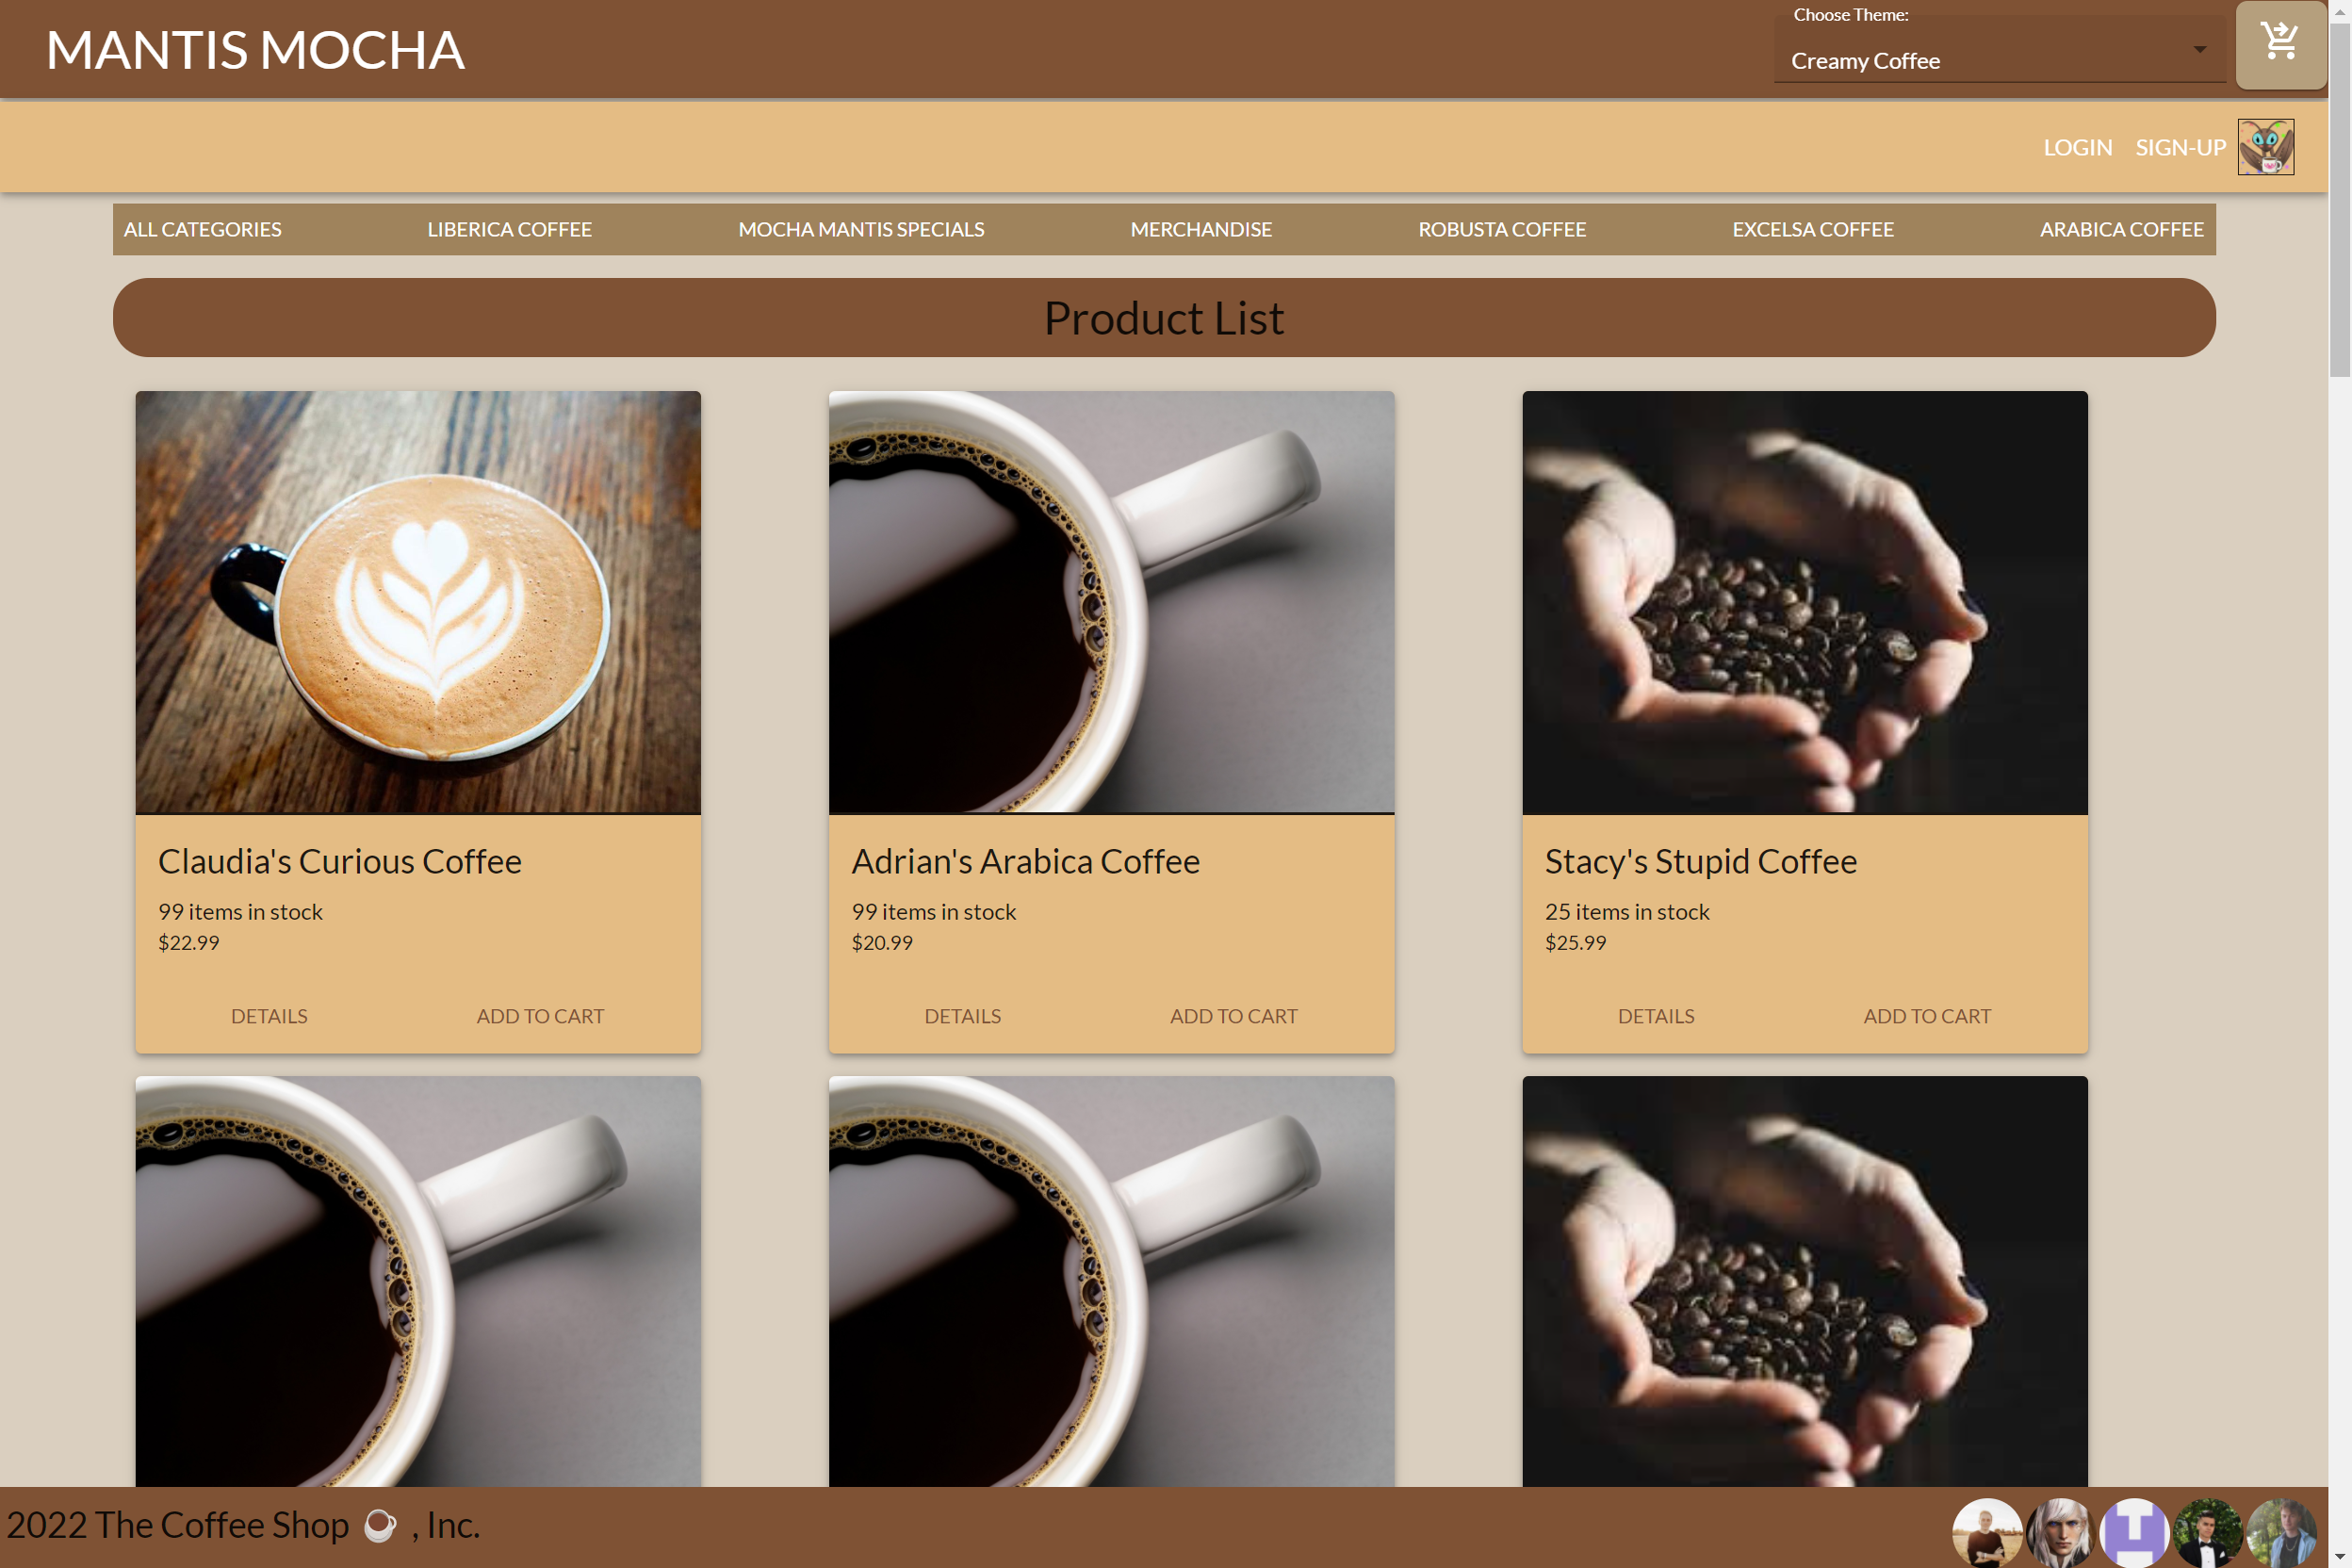 MANTIS MOCHA
Choose Theme:
Creamy Coffee
LOGIN SIGN-UP
ALL CATEGORIES LIBERICA COFFEE MOCHA MANTIS SPECIALS MERCHANDISE ROBUSTA COFFEE EXCELSA COFFEE ARABICA COFFEE
Product List
Claudia's Curious Coffee
99 items in stock
$22.99
DETAILS ADD TO CART
Adrian's Arabica Coffee
99 items in stock
$20.99
DETAILS ADD TO CART
Stacy's Stupid Coffee
25 items in stock
$25.99
DETAILS ADD TO CART
2022 The Coffee Shop ☕ , Inc.